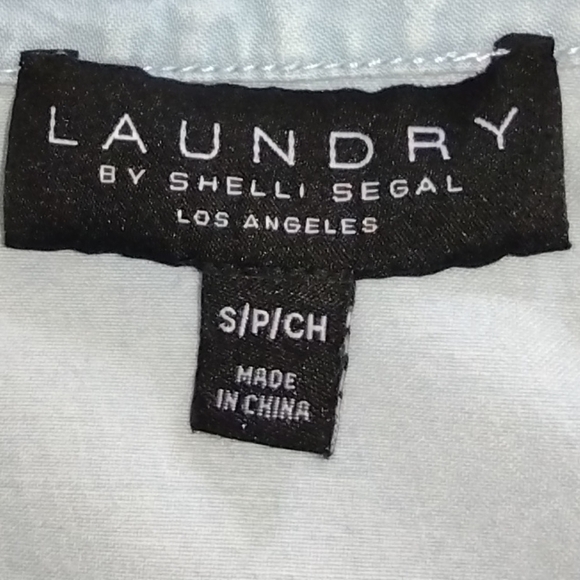 LAUNDRY
BY SHELLI SEGAL
LOS ANGELES
S/P/CH
MADE
IN CHINA